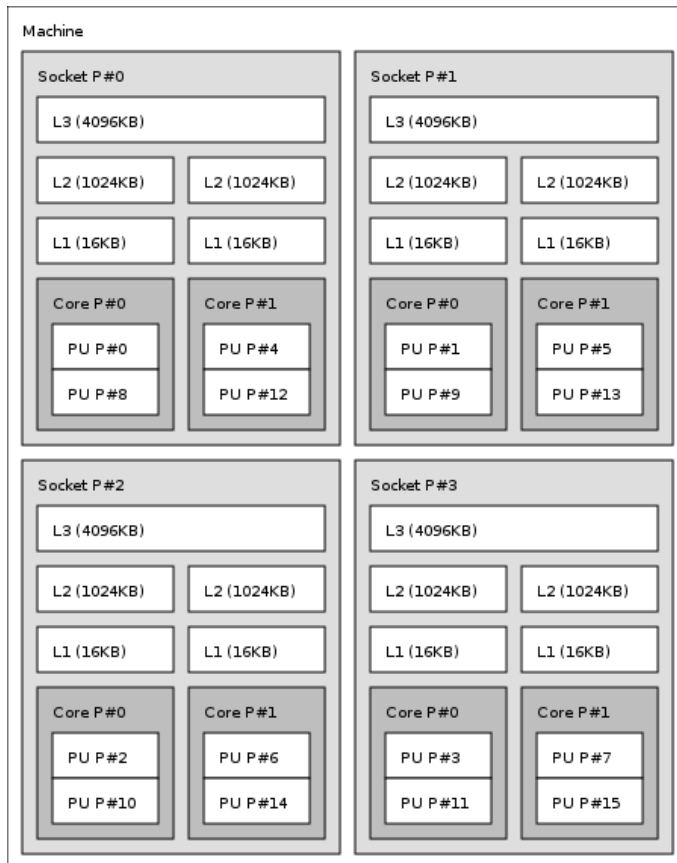 Machine
Socket P#0
L3 (4096KB)
L2 (1024KB) L2 (1024KB)
L1 (16KB) L1 (16KB)
Core P#0 Core P#1
PU P#0 PU P#4
PU P#8 PU P#12
Socket P#1
L3 (4096KB)
L2 (1024KB) L2 (1024KB)
L1 (16KB) L1 (16KB)
Core P#0 Core P#1
PU P#1 PU P#5
PU P#9 PU P#13
Socket P#2
L3 (4096KB)
L2 (1024KB) L2 (1024KB)
L1 (16KB) L1 (16KB)
Core P#0 Core P#1
PU P#2 PU P#6
PU P#10 PU P#14
Socket P#3
L3 (4096KB)
L2 (1024KB) L2 (1024KB)
L1 (16KB) L1 (16KB)
Core P#0 Core P#1
PU P#3 PU P#7
PU P#11 PU P#15